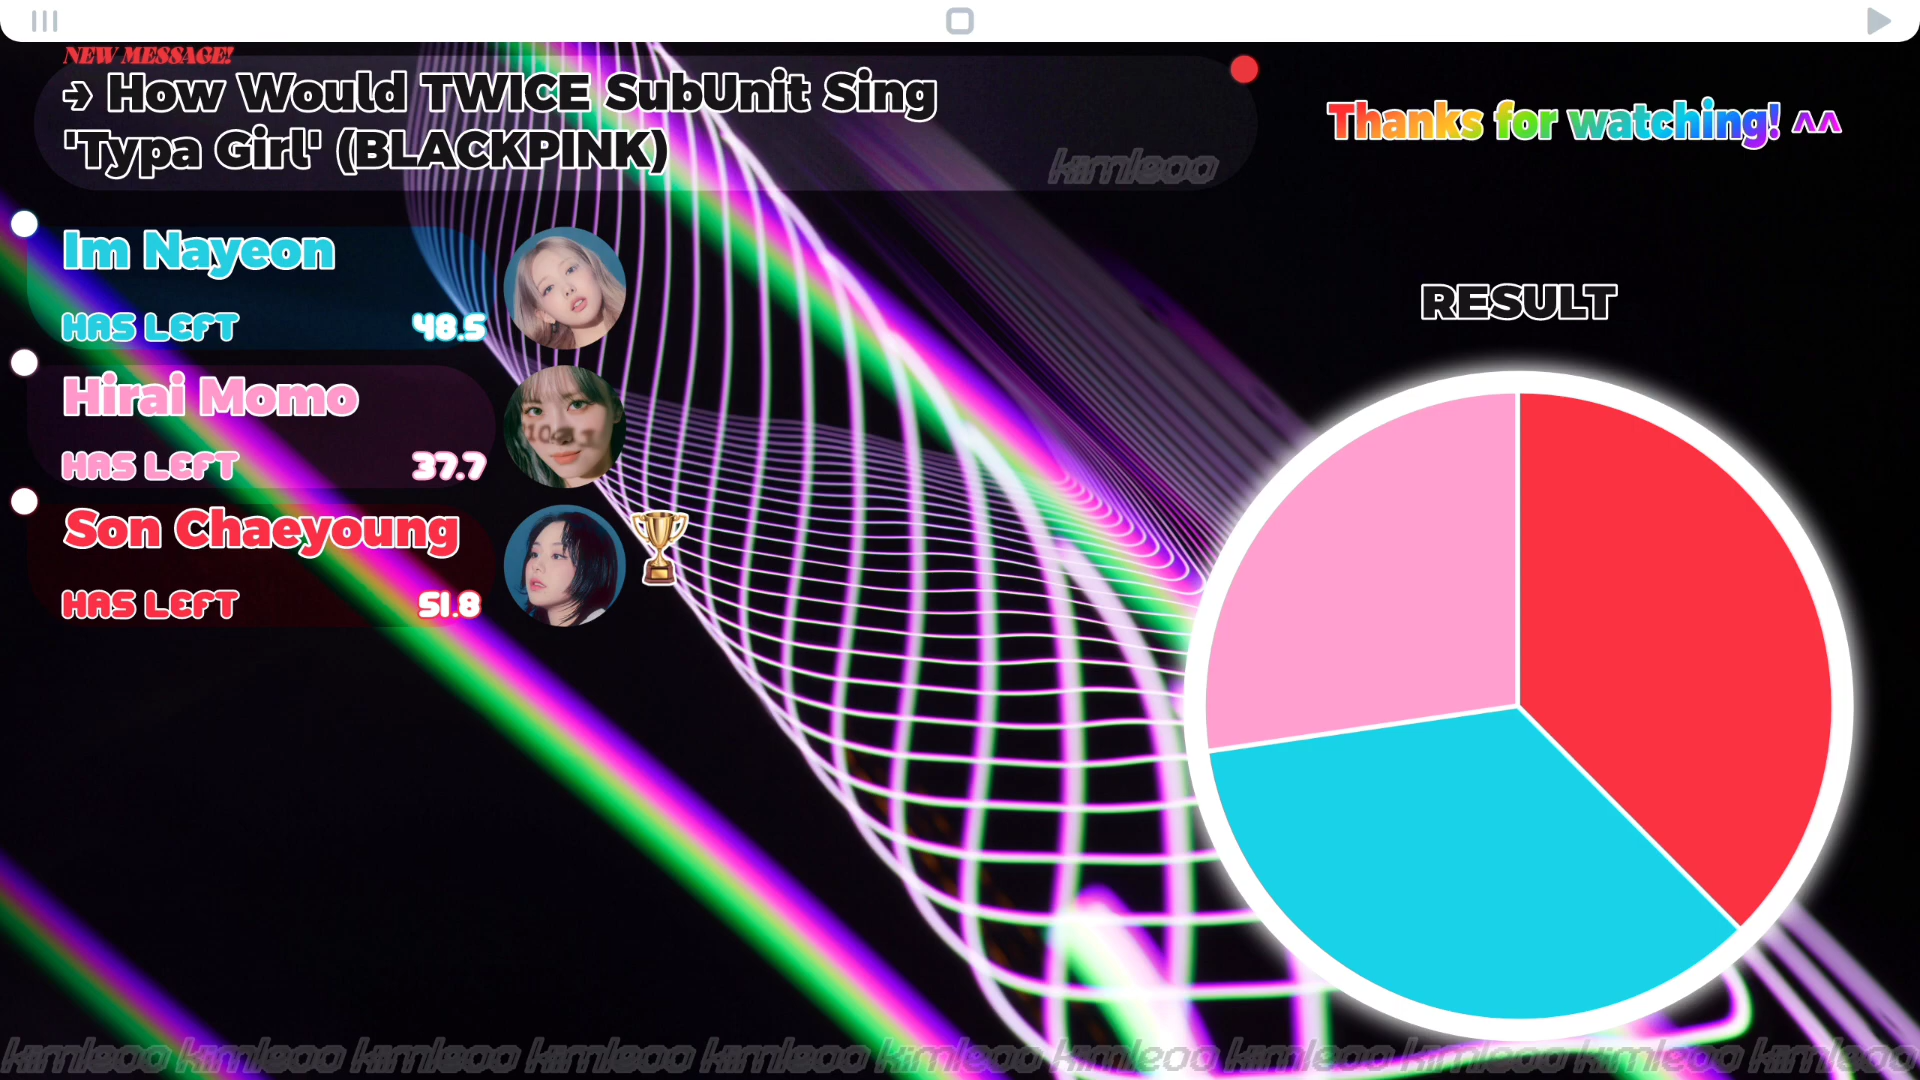 NEW MESSAGE!
→ How Would TWICE SubUnit Sing
'Typa Girl' (BLACKPINK)
kimleoo
Thanks for watching! ^^
Im Nayeon
HAS LEFT 48.5
Hirai Momo
HAS LEFT 37.7
Son Chaeyoung
HAS LEFT 51.8
RESULT
kimleoo kimleoo kimleoo kimleoo kimleoo kimleoo kimleoo kimleoo kimleoo kimleoo kimleoo